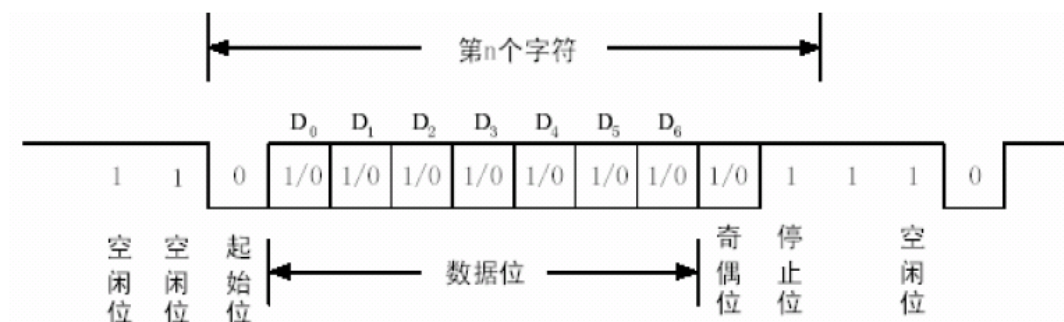 第n个字符
D₀ D₁ D₂ D₃ D₄ D₅ D₆
1 1 0 1/0 1/0 1/0 1/0 1/0 1/0 1/0 1/0 1 1 1 0
空闲位 空闲位 起始位 数据位 奇偶位 停止位 空闲位